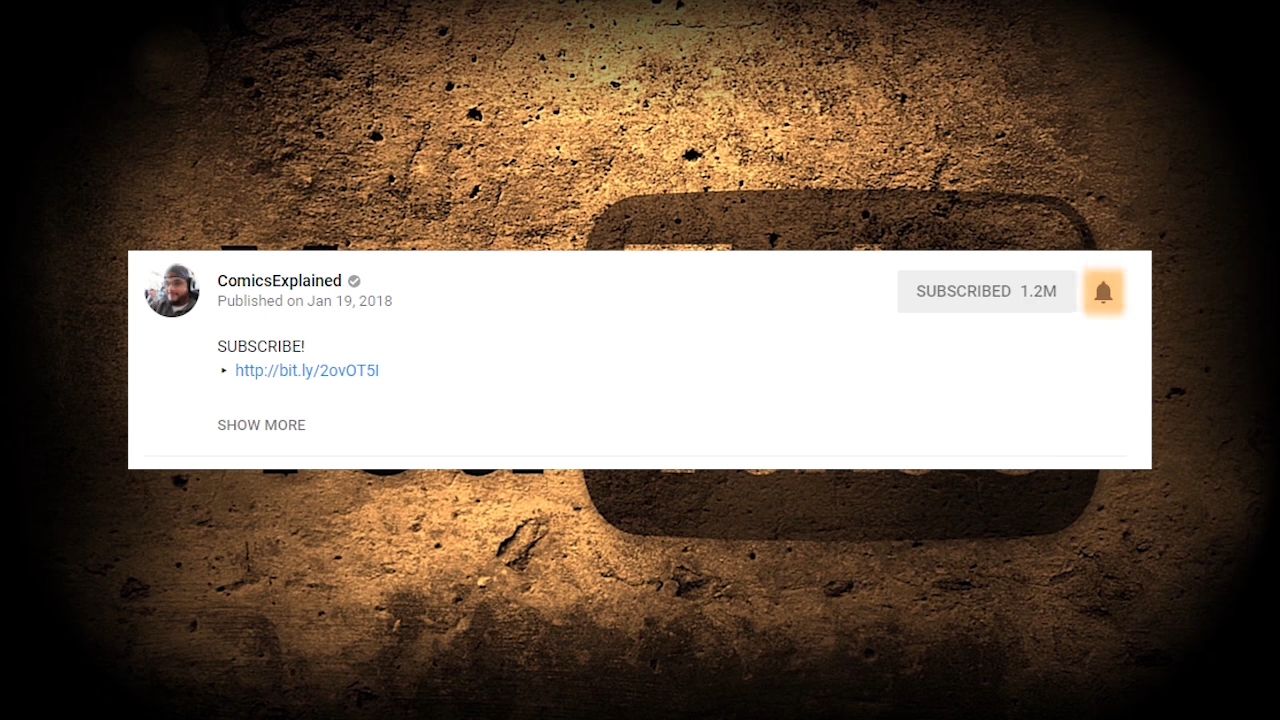 ComicsExplained
Published on Jan 19, 2018
SUBSCRIBED 1.2M
SUBSCRIBE!
‣ http://bit.ly/2ovOT5I
SHOW MORE